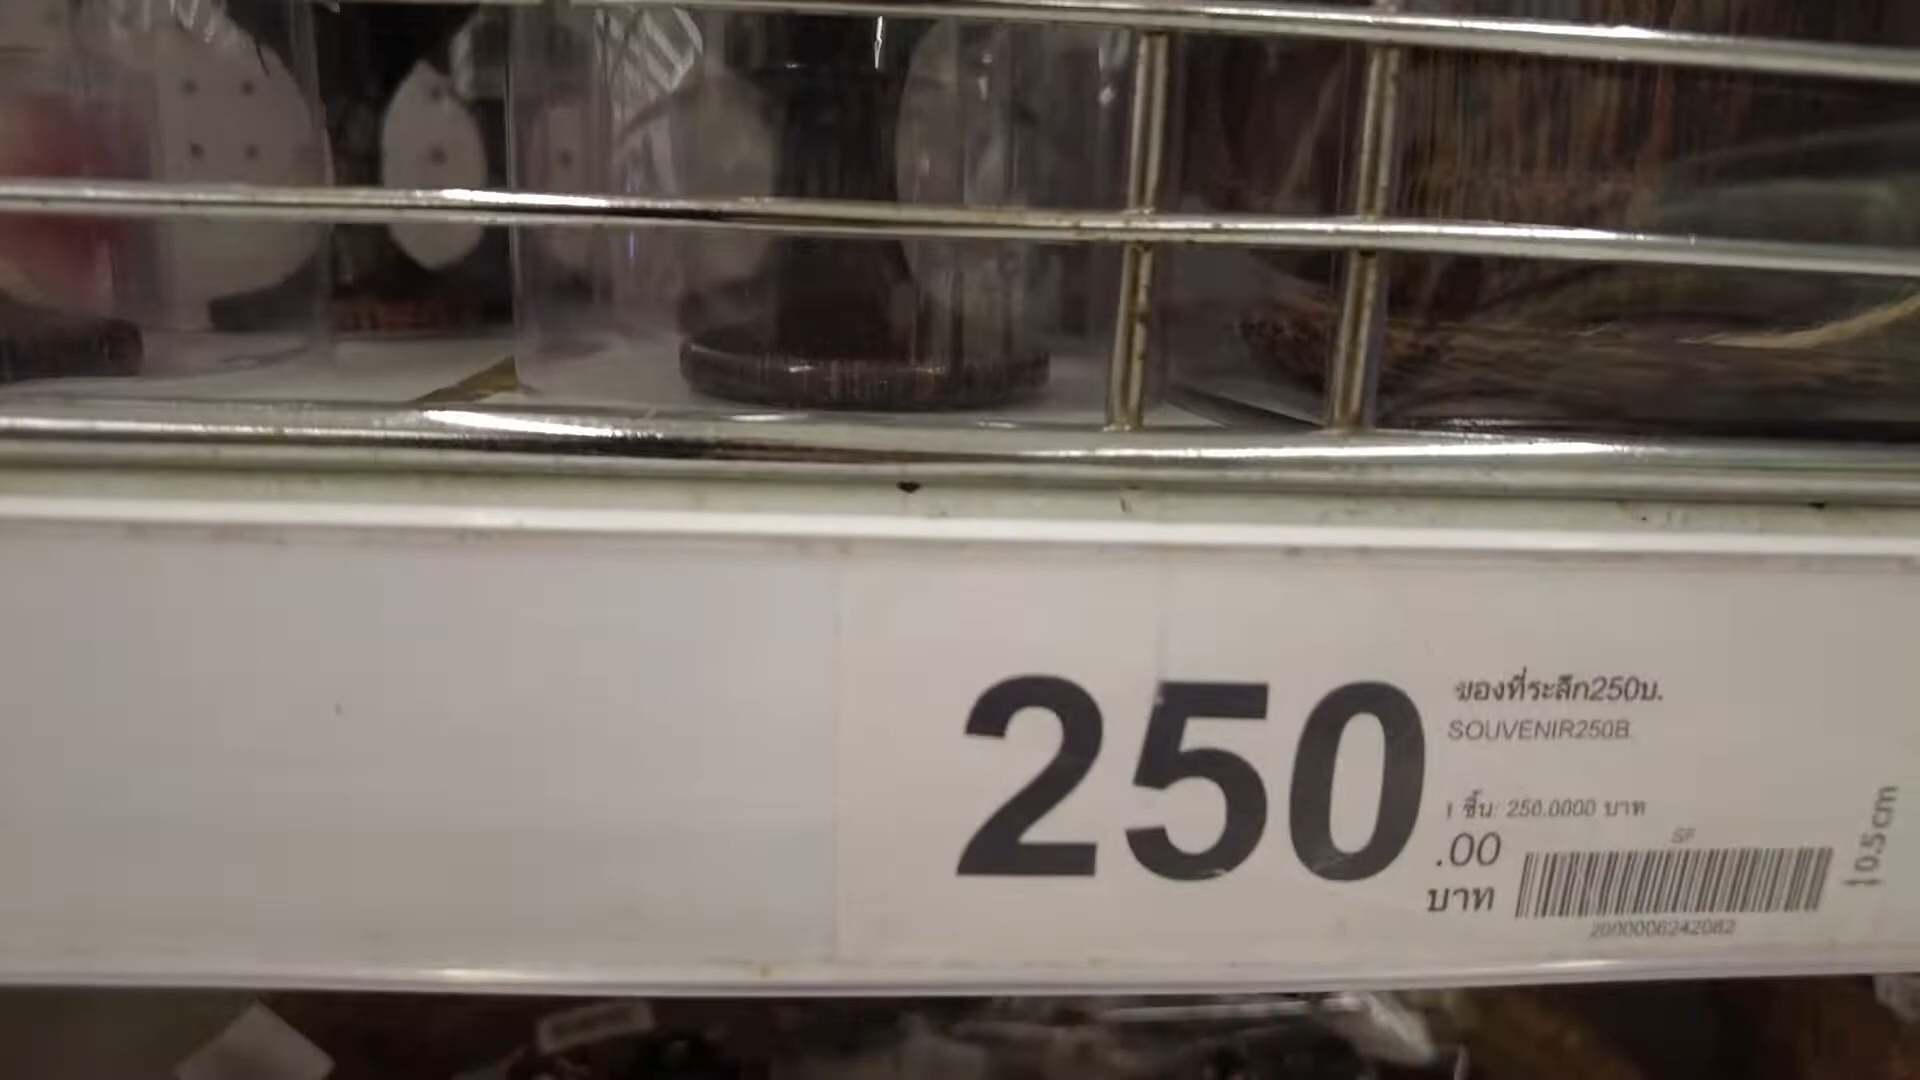 250
ของที่ระลึก250บ.
SOUVENIR250B.
1 ชิ้น: 250.0000 บาท
.00
บาท
SF
2000006242082
10.5cm